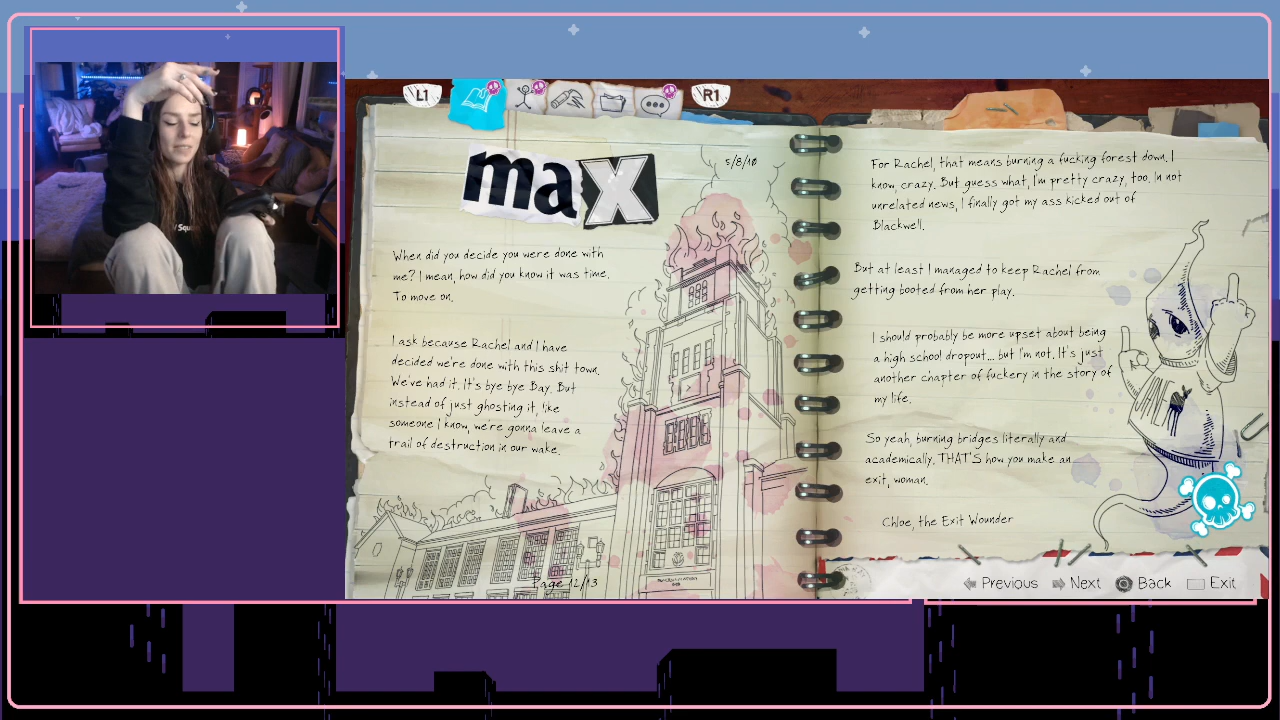 L1
R1
max
5/8/10
When did you decide you were done with
me? I mean, how did you know it was time.
To move on.
I ask because Rachel and I have
decided we're done with this shit town.
We've had it. It's bye bye Bay. But
instead of just ghosting it, like
someone I know, we're gonna leave a
trail of destruction in our wake.
For Rachel, that means burning a fucking forest down. I
know, crazy. But guess what, I'm pretty crazy, too. In not
unrelated news, I finally got my ass kicked out of
Blackwell.
But at least I managed to keep Rachel from
getting booted from her play.
I should probably be more upset about being
a high school dropout... but I'm not. It's just
another chapter of fuckery in the story of
my life.
So yeah, burning bridges literally and
academically. THAT'S how you make an
exit, woman.
Chloe, the Exit Wounder
Previous
Next
Back
Exit